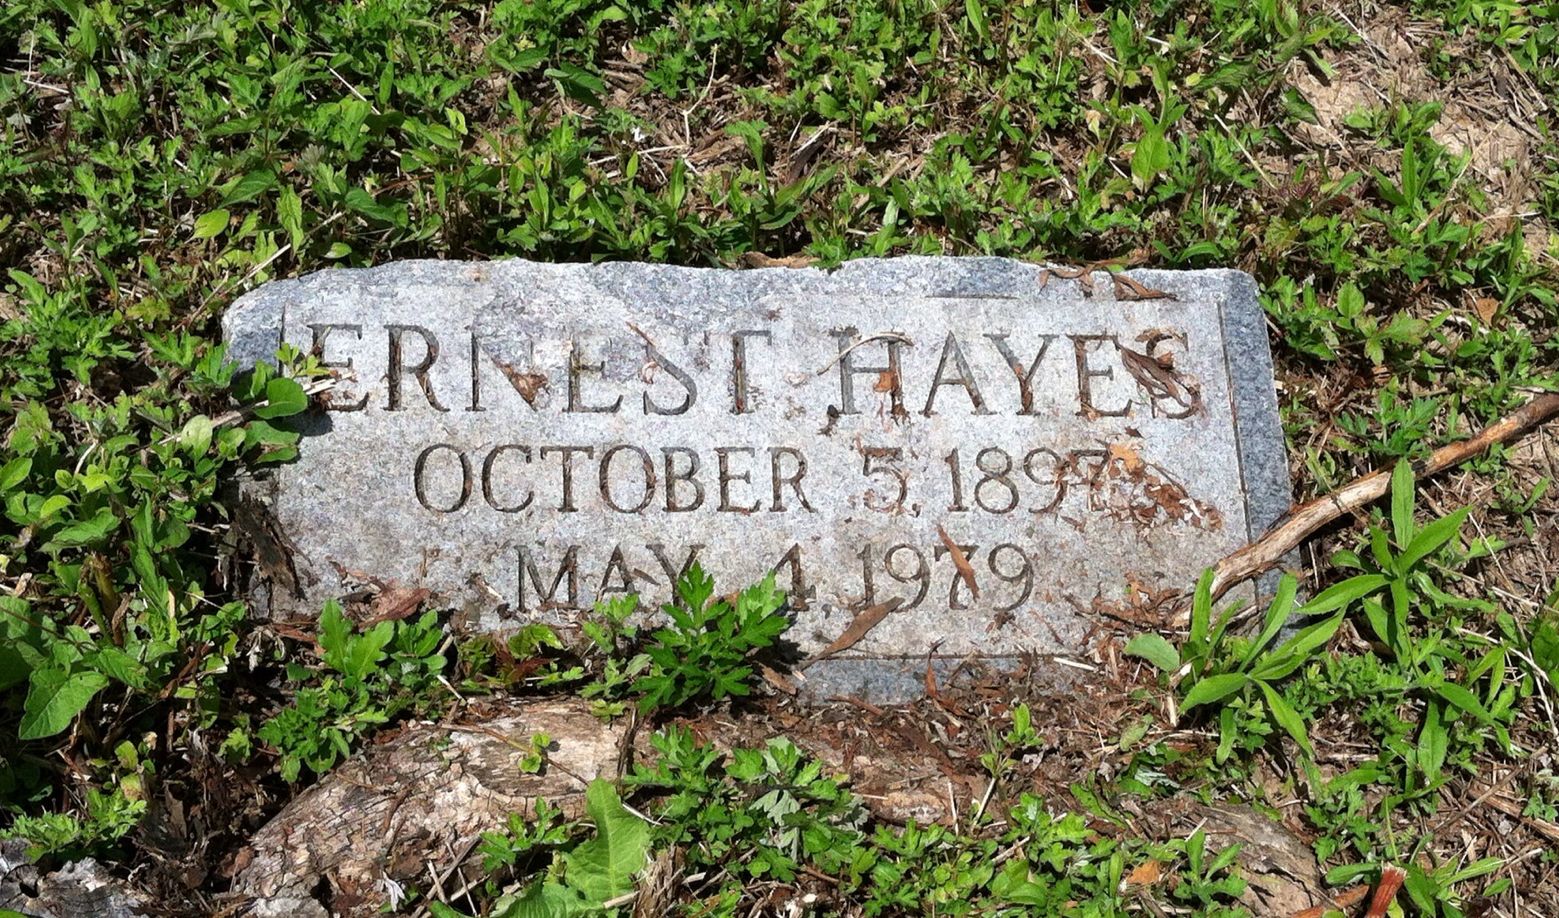 ERNEST HAYES
OCTOBER 5, 1897
MAY 4, 1979